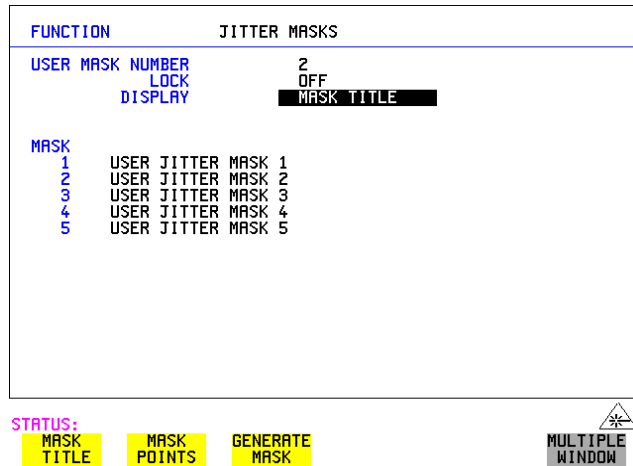 FUNCTION JITTER MASKS
USER MASK NUMBER 2
LOCK OFF
DISPLAY MASK TITLE
MASK
1 USER JITTER MASK 1
2 USER JITTER MASK 2
3 USER JITTER MASK 3
4 USER JITTER MASK 4
5 USER JITTER MASK 5
STATUS:
MASK TITLE
MASK POINTS
GENERATE MASK
MULTIPLE WINDOW